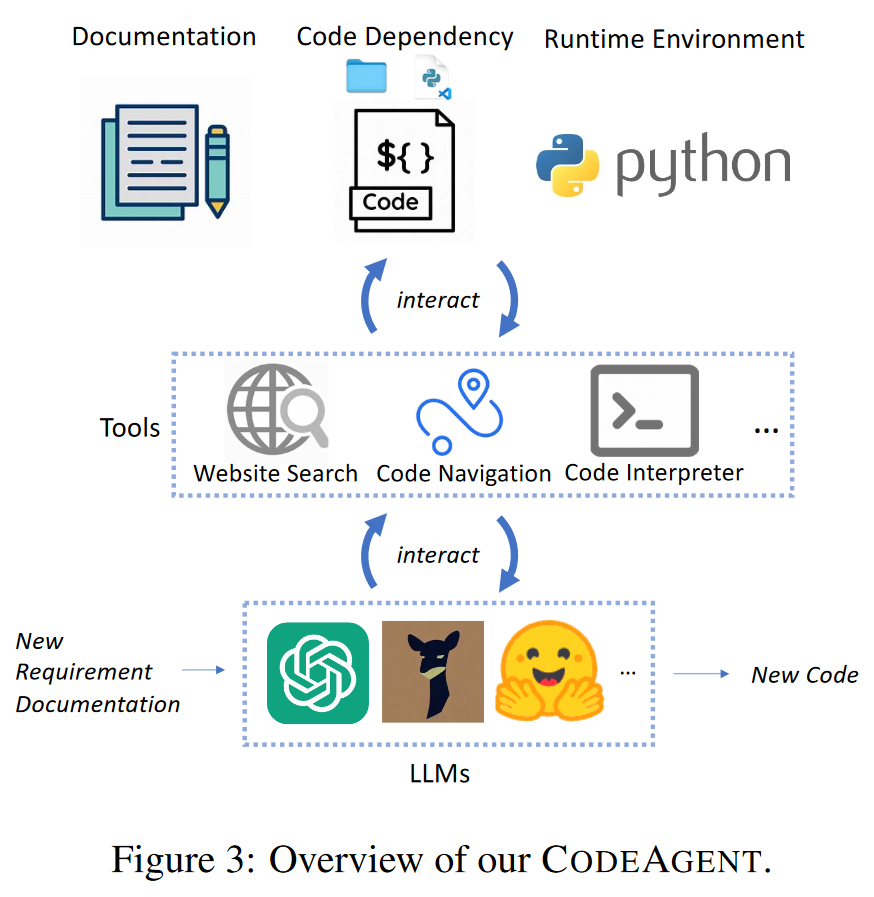 Documentation
Code Dependency
Runtime Environment
${ }
Code
python
interact
Tools
Website Search
Code Navigation
Code Interpreter
...
interact
New
Requirement
Documentation
...
New Code
LLMs
Figure 3: Overview of our CODEAGENT.